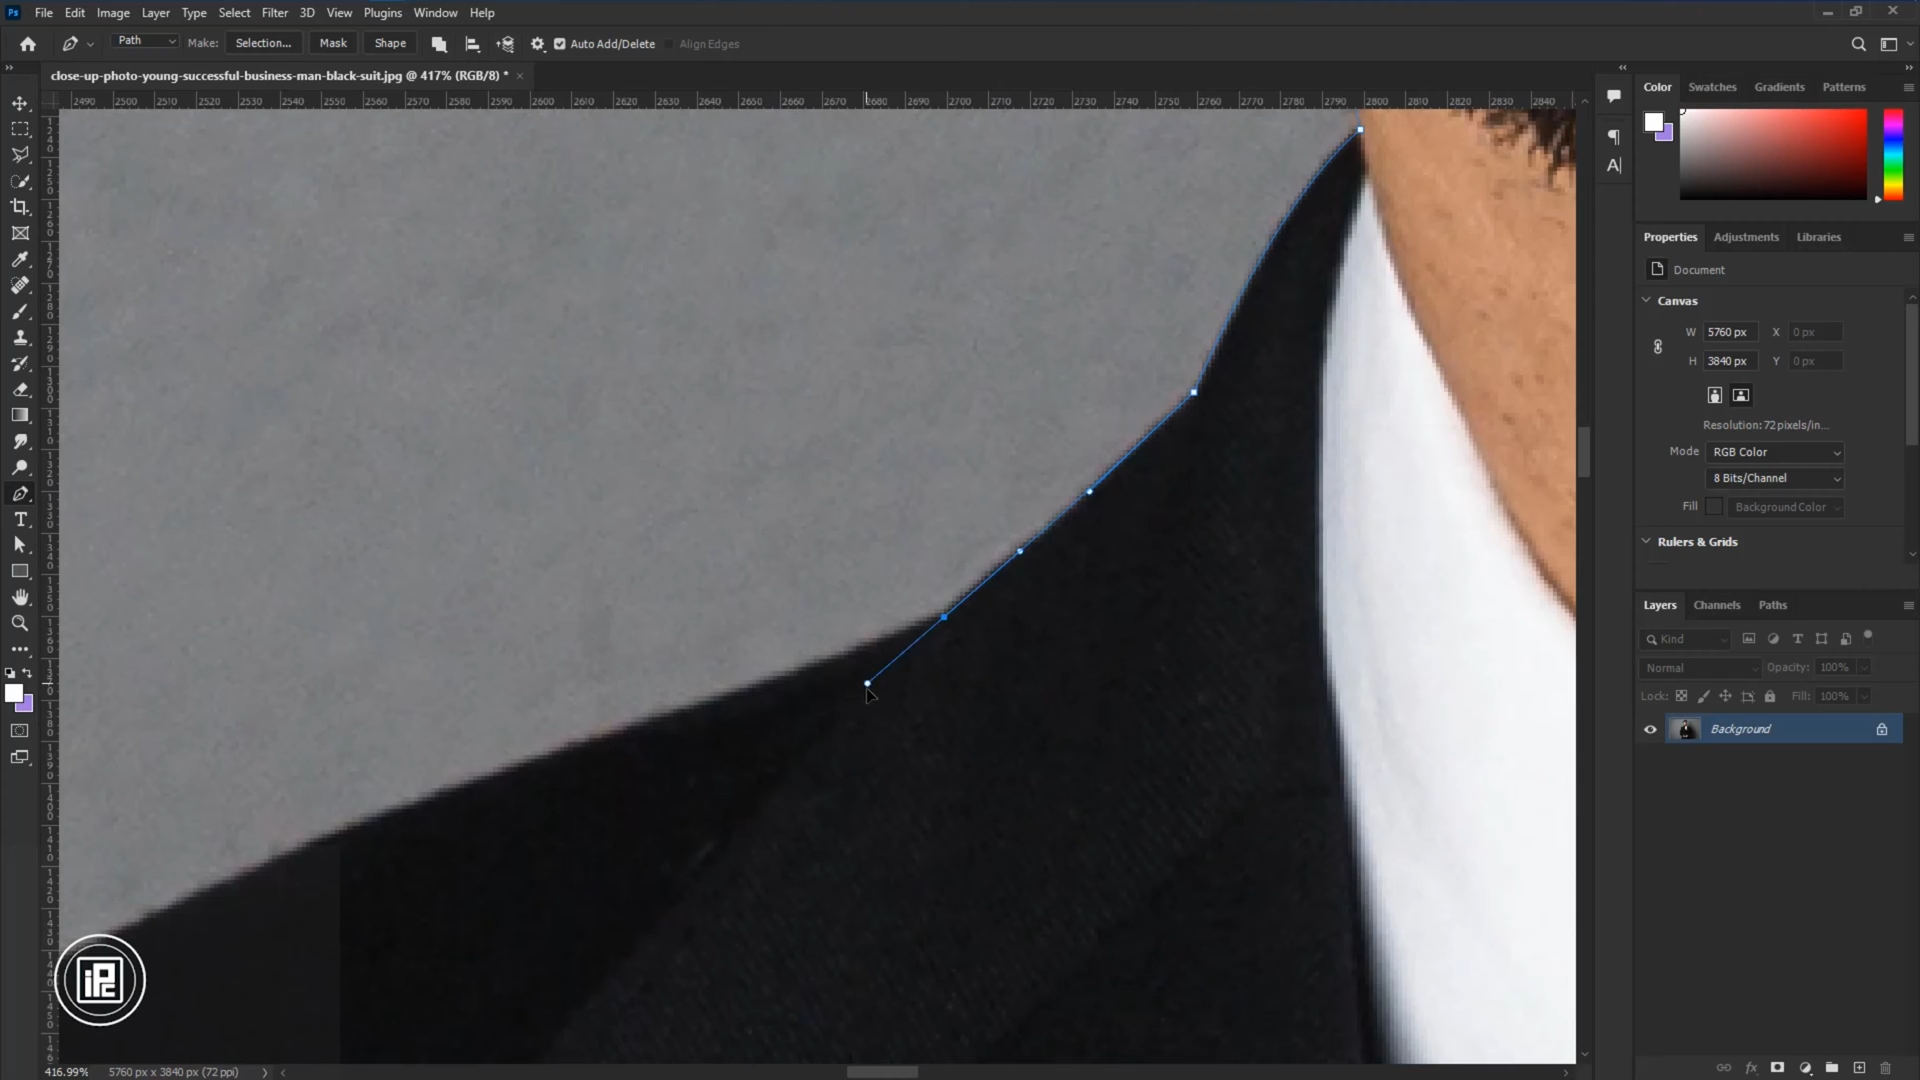 Ps File Edit Image Layer Type Select Filter 3D View Plugins Window Help
Path Make: Selection... Mask Shape Auto Add/Delete Align Edges
close-up-photo-young-successful-business-man-black-suit.jpg @ 417% (RGB/8) *
2490 2500 2510 2520 2530 2540 2550 2560 2570 2580 2590 2600 2610 2620 2630 2640 2650 2660 2670 2680 2690 2700 2710 2720 2730 2740 2750 2760 2770 2780 2790 2800 2810 2820 2830 2840
Color Swatches Gradients Patterns
Properties Adjustments Libraries
Document
Canvas
W 5760 px X 0 px
H 3840 px Y 0 px
Resolution: 72 pixels/in...
Mode RGB Color
8 Bits/Channel
Fill Background Color
Rulers & Grids
Layers Channels Paths
Kind
Normal Opacity: 100%
Lock: Fill: 100%
Background
iPC
416.99% 5760 px x 3840 px (72 ppi)